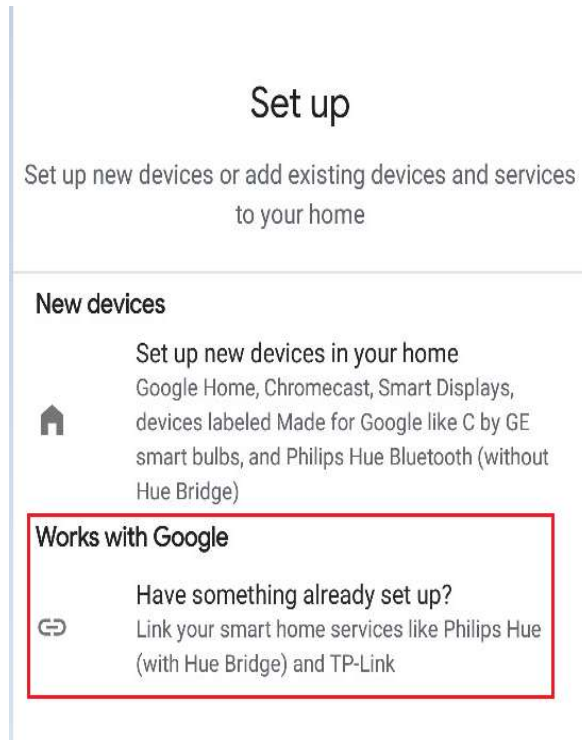 Set up
Set up new devices or add existing devices and services
to your home
New devices
Set up new devices in your home
Google Home, Chromecast, Smart Displays,
devices labeled Made for Google like C by GE
smart bulbs, and Philips Hue Bluetooth (without
Hue Bridge)
Works with Google
Have something already set up?
Link your smart home services like Philips Hue
(with Hue Bridge) and TP-Link